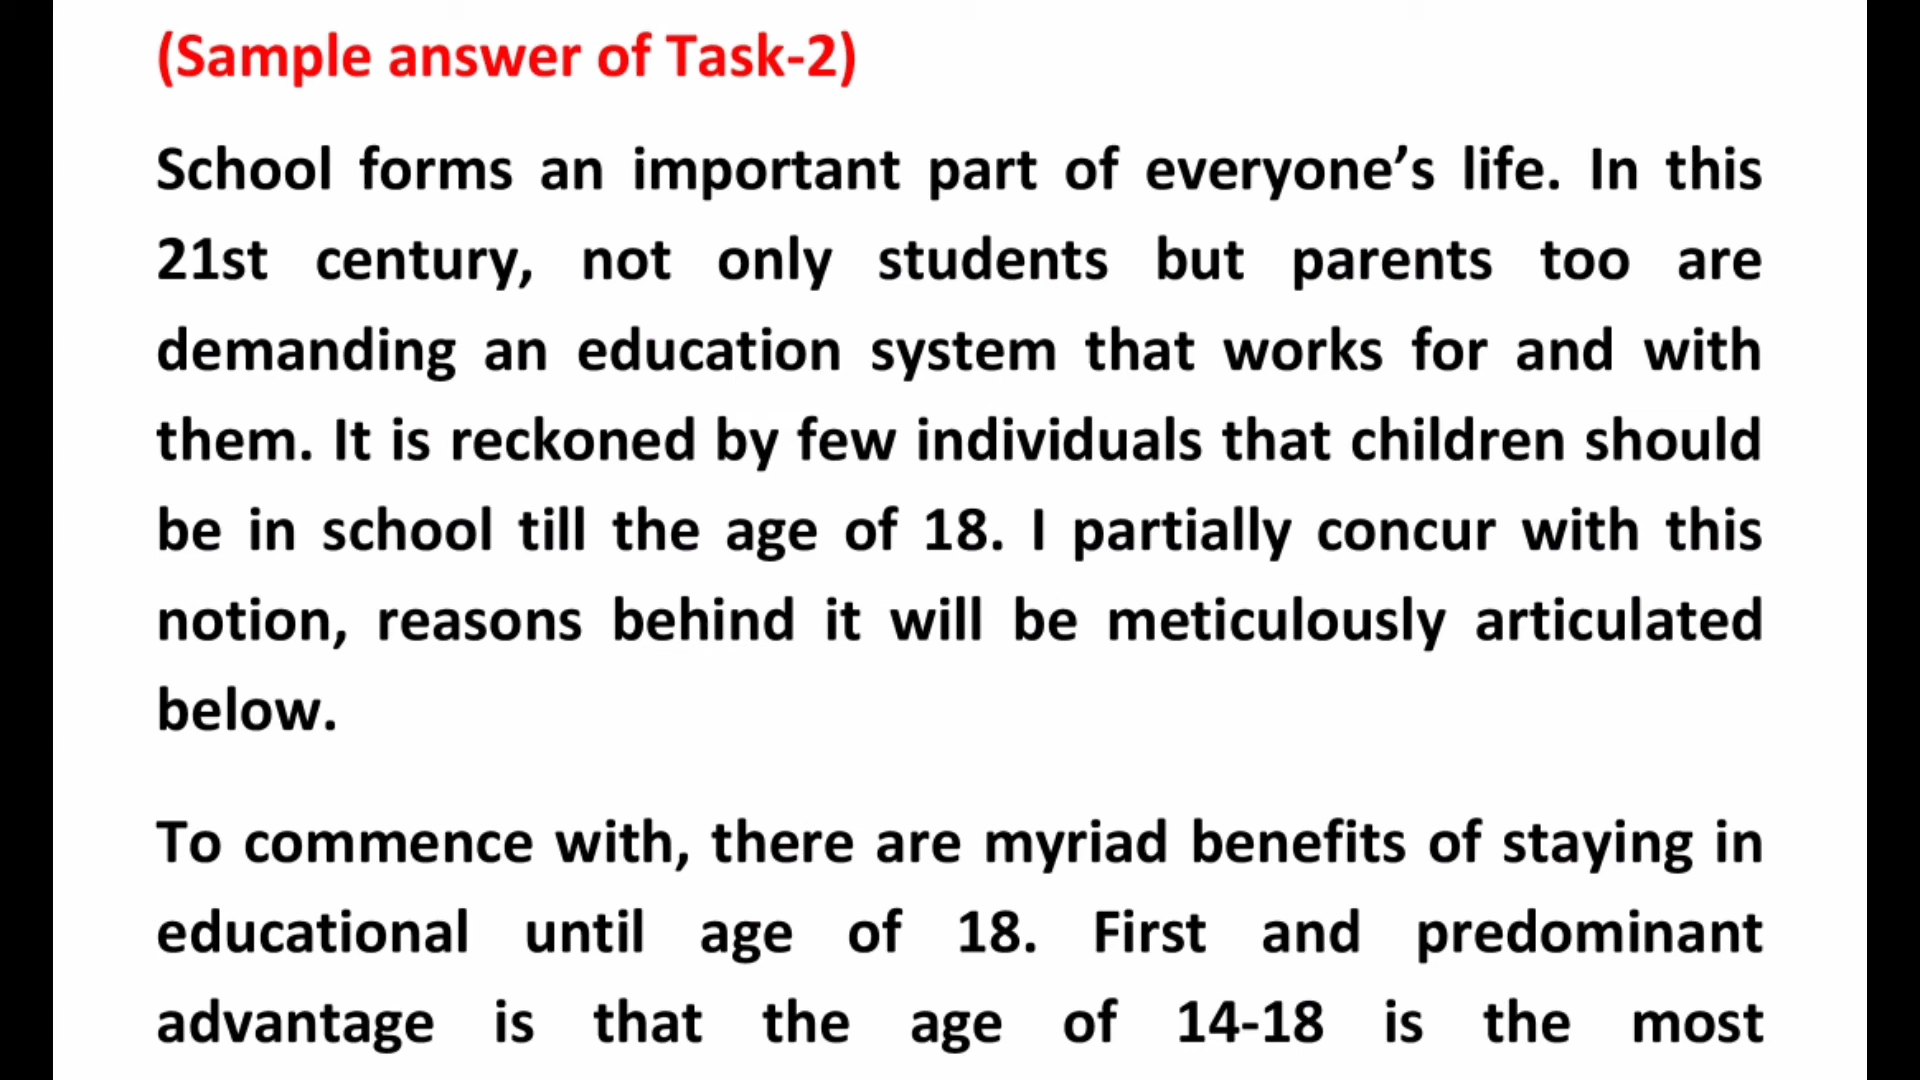 (Sample answer of Task-2)
School forms an important part of everyone’s life. In this
21st century, not only students but parents too are
demanding an education system that works for and with
them. It is reckoned by few individuals that children should
be in school till the age of 18. I partially concur with this
notion, reasons behind it will be meticulously articulated
below.
To commence with, there are myriad benefits of staying in
educational until age of 18. First and predominant
advantage is that the age of 14-18 is the most